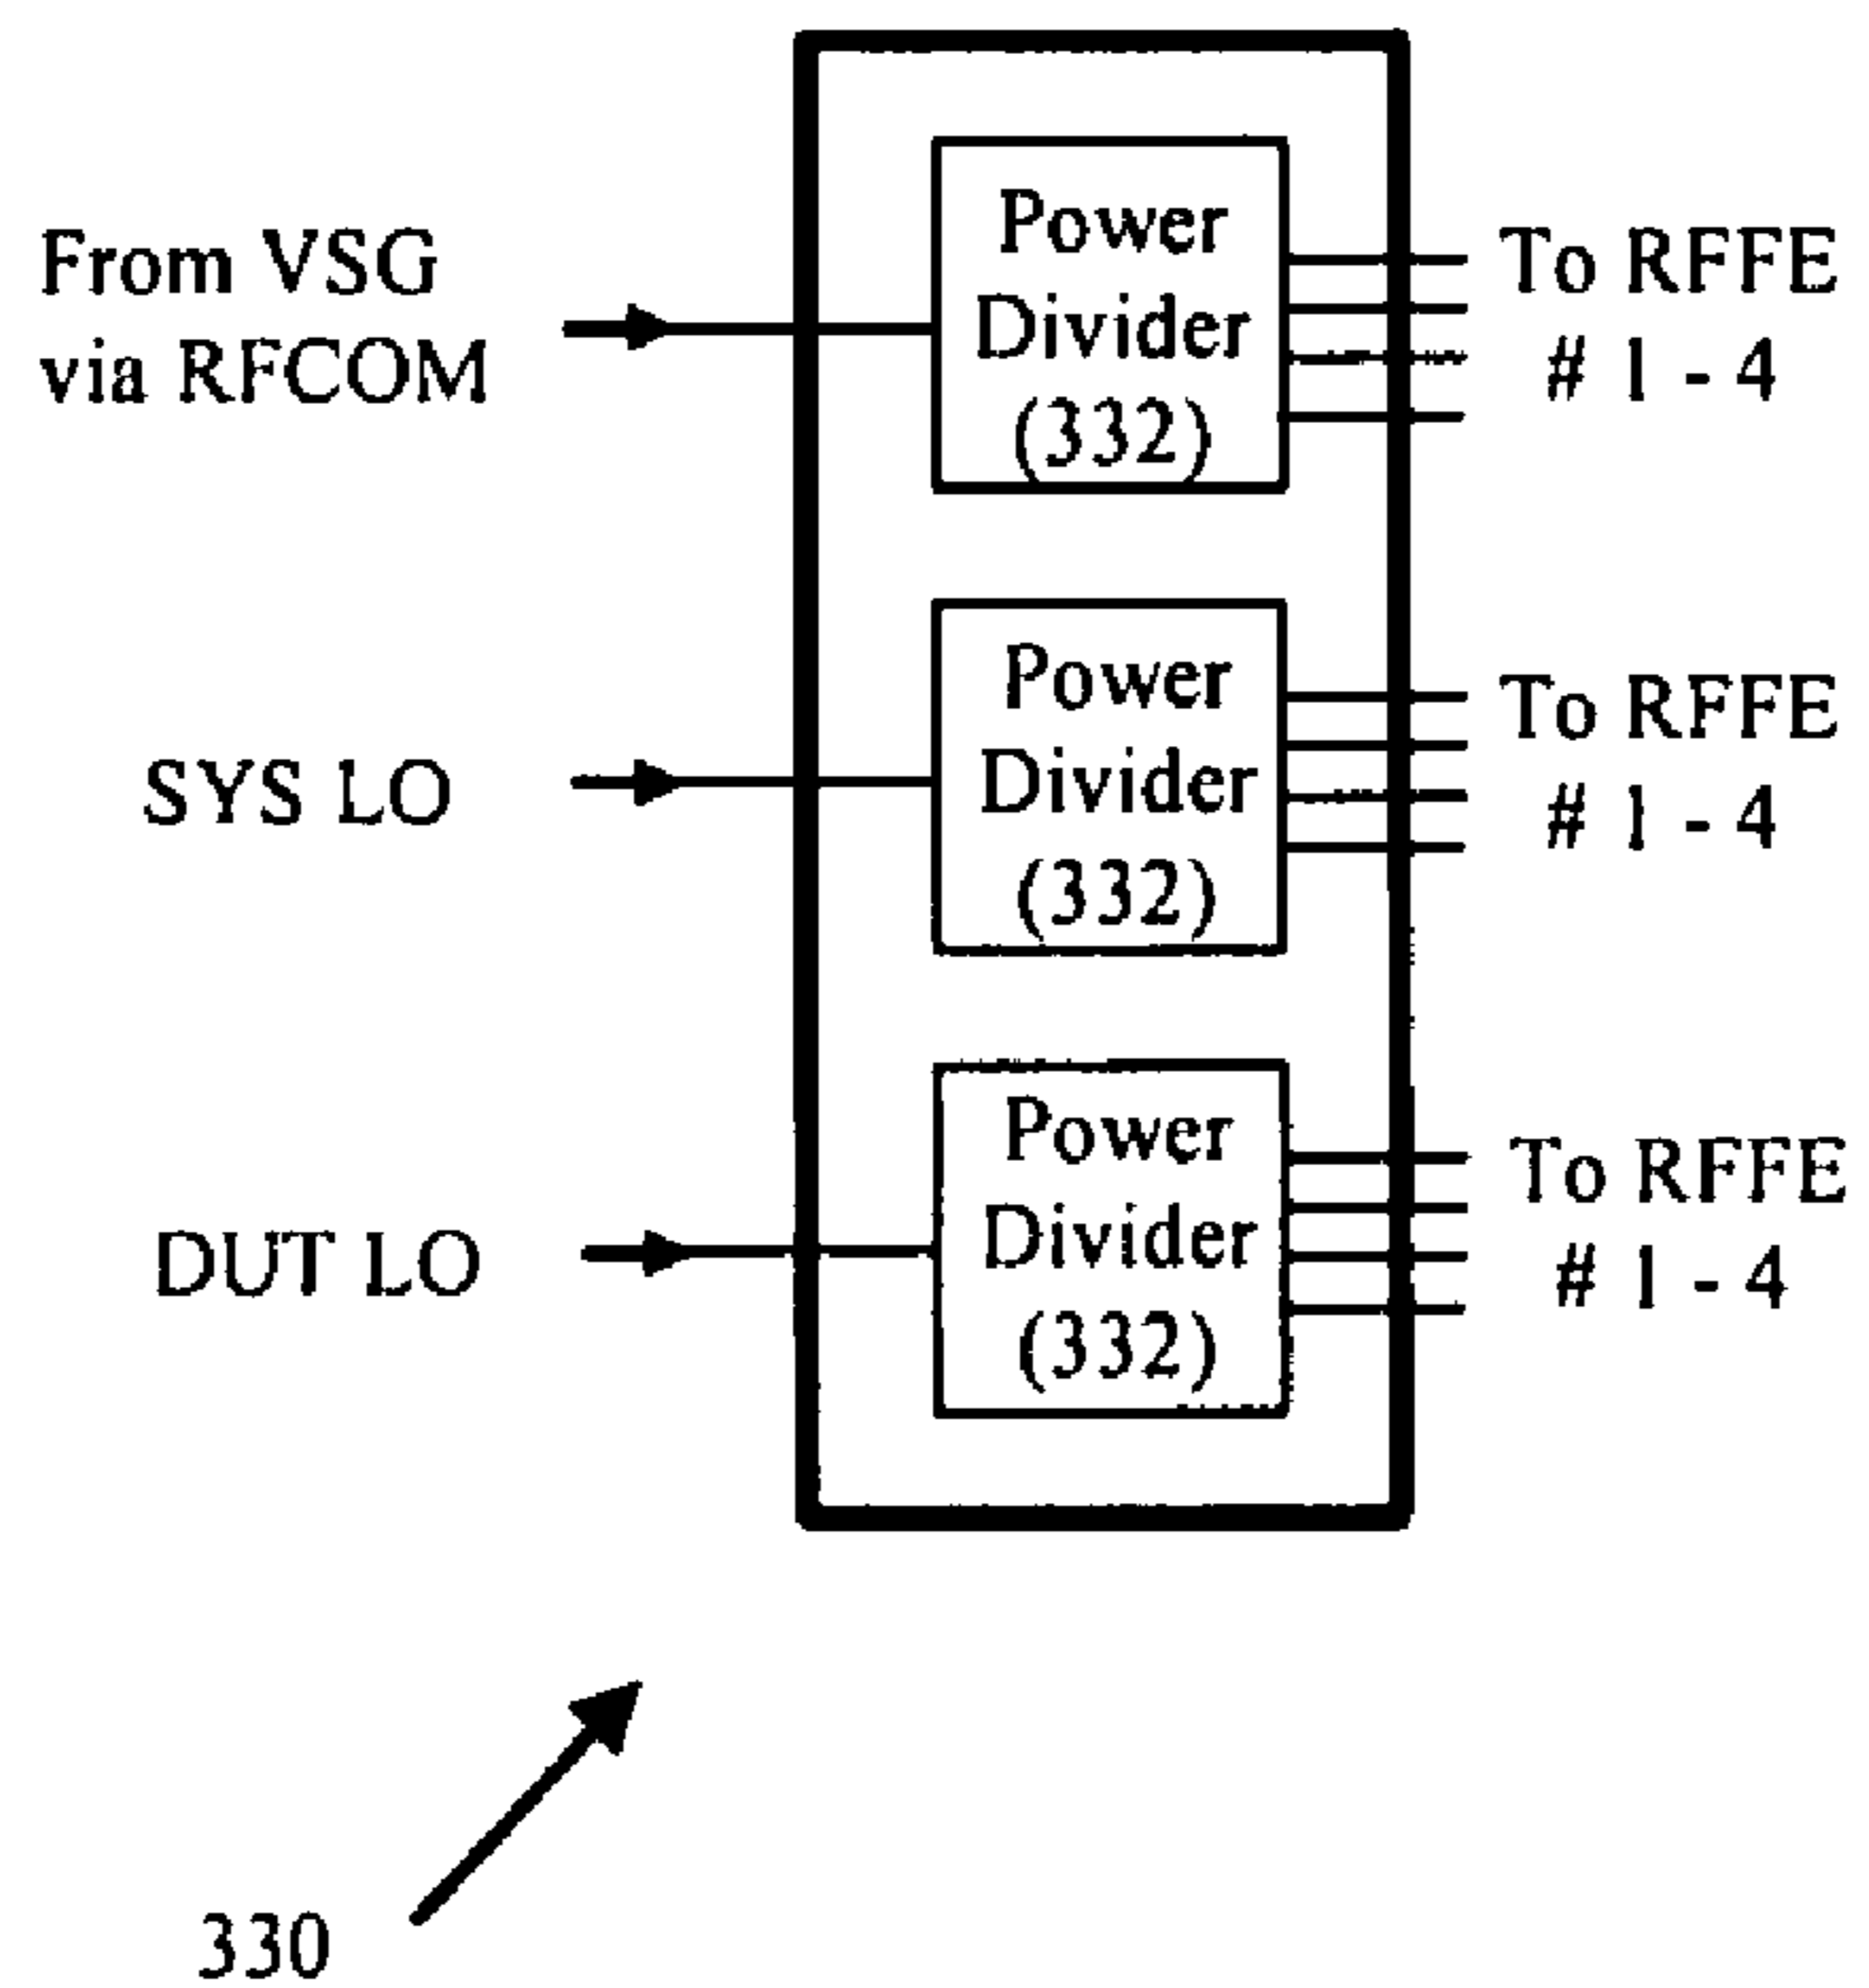 From VSG
via RFCOM
Power
Divider
(332)
To RFFE
# 1 - 4
SYS LO
Power
Divider
(332)
To RFFE
# 1 - 4
DUT LO
Power
Divider
(332)
To RFFE
# 1 - 4
330